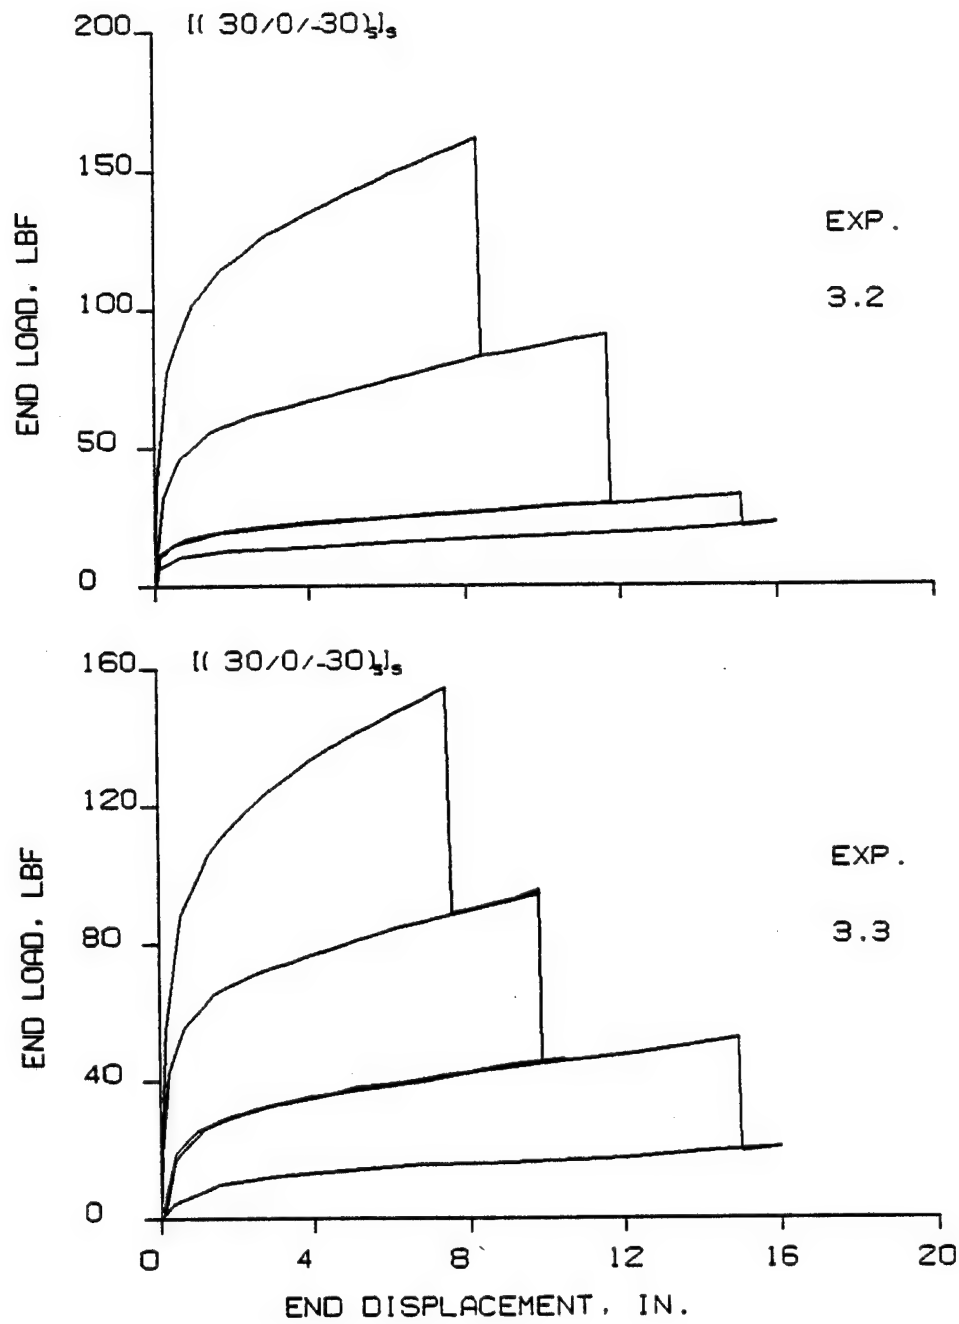 [( 30/0/-30)5]s
200
150
100
50
0
END LOAD, LBF
EXP.
3.2
[( 30/0/-30)5]s
160
120
80
40
0
END LOAD, LBF
EXP.
3.3
0 4 8 12 16 20
END DISPLACEMENT, IN.